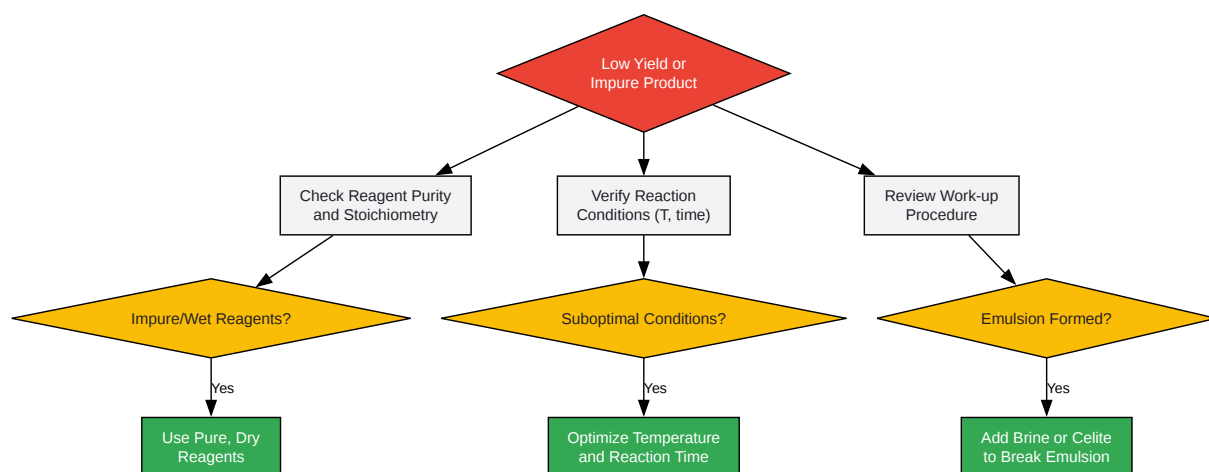 Low Yield or
Impure Product
Check Reagent Purity
and Stoichiometry
Verify Reaction
Conditions (T, time)
Review Work-up
Procedure
Impure/Wet Reagents?
Suboptimal Conditions?
Emulsion Formed?
Yes
Yes
Yes
Use Pure, Dry
Reagents
Optimize Temperature
and Reaction Time
Add Brine or Celite
to Break Emulsion